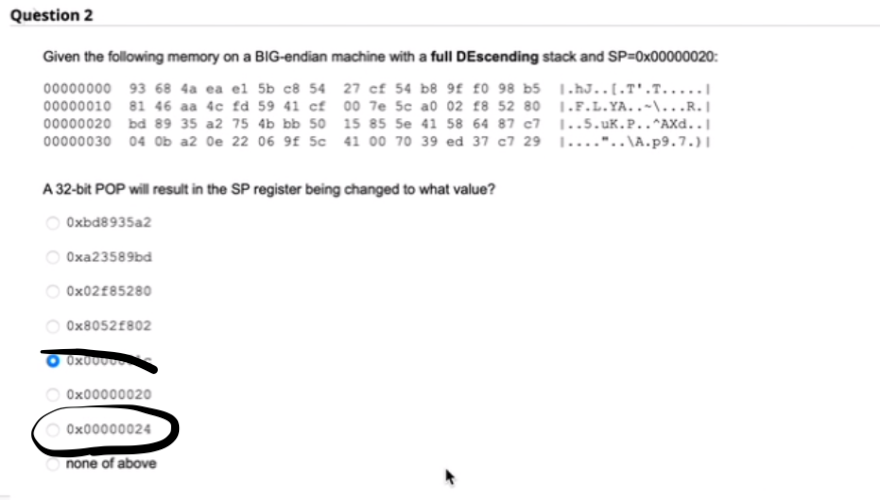 Question 2
Given the following memory on a BIG-endian machine with a full DEscending stack and SP=0x00000020:
00000000 93 68 4a ea e1 5b c8 54 27 cf 54 b8 9f f0 98 b5 |.hJ..[.T'.T.....|
00000010 81 46 aa 4c fd 59 41 cf 00 7e 5c a0 02 f8 52 80 |.F.L.YA..~\...R.|
00000020 bd 89 35 a2 75 4b bb 50 15 85 5e 41 58 64 87 c7 |..5.uK.P..^AXd..|
00000030 04 0b a2 0e 22 06 9f 5c 41 00 70 39 ed 37 c7 29 |...."..\A.p9.7.)|
A 32-bit POP will result in the SP register being changed to what value?
0xbd8935a2
0xa23589bd
0x02f85280
0x8052f802
0x00000020
0x00000024
none of above